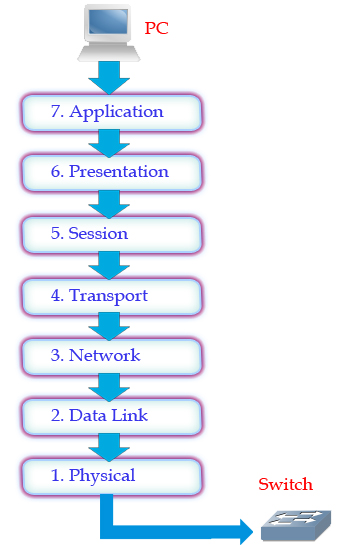 PC
7. Application
6. Presentation
5. Session
4. Transport
3. Network
2. Data Link
1. Physical
Switch